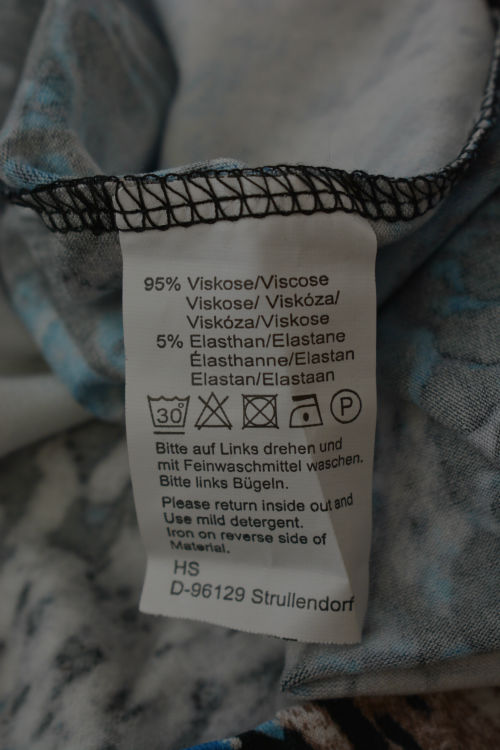 95% Viskose/Viscose
Viskose/ Viskóza/
Viskóza/Viskose
5% Elasthan/Elastane
Élasthanne/Elastan
Elastan/Elastaan
30°
P
Bitte auf Links drehen und
mit Feinwaschmittel waschen.
Bitte links Bügeln.
Please return inside out and
Use mild detergent.
Iron on reverse side of
Material.
HS
D-96129 Strullendorf